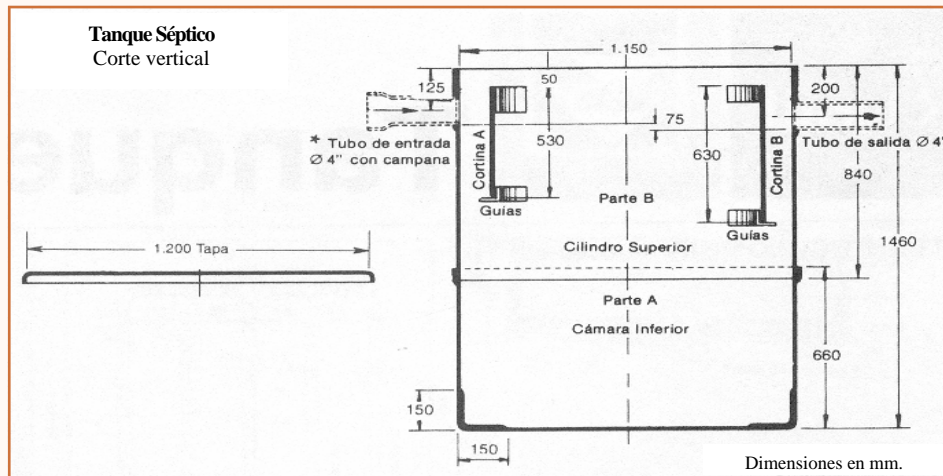 Tanque Séptico
Corte vertical
1.150
50
125
200
75
* Tubo de entrada
Ø 4" con campana
Cortina A
530
630
Cortina B
Tubo de salida Ø 4"
840
Guías
Parte B
Guías
1.200 Tapa
Cilindro Superior
1460
Parte A
Cámara Inferior
660
150
150
Dimensiones en mm.